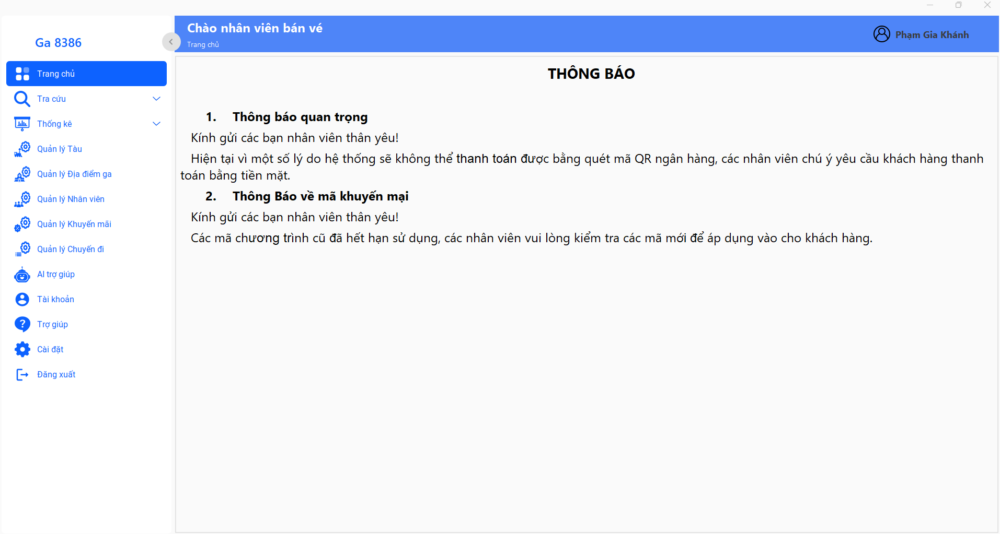 Chào nhân viên bán vé
Phạm Gia Khánh
Trang chủ
Ga 8386
Trang chủ
Tra cứu
Thống kê
Quản lý Tàu
Quản lý Địa điểm ga
Quản lý Nhân viên
Quản lý Khuyến mãi
Quản lý Chuyến đi
AI trợ giúp
Tài khoản
Trợ giúp
Cài đặt
Đăng xuất
THÔNG BÁO
1. Thông báo quan trọng
Kính gửi các bạn nhân viên thân yêu!
Hiện tại vì một số lý do hệ thống sẽ không thể thanh toán được bằng quét mã QR ngân hàng, các nhân viên chú ý yêu cầu khách hàng thanh
toán bằng tiền mặt.
2. Thông Báo về mã khuyến mại
Kính gửi các bạn nhân viên thân yêu!
Các mã chương trình cũ đã hết hạn sử dụng, các nhân viên vui lòng kiểm tra các mã mới để áp dụng vào cho khách hàng.